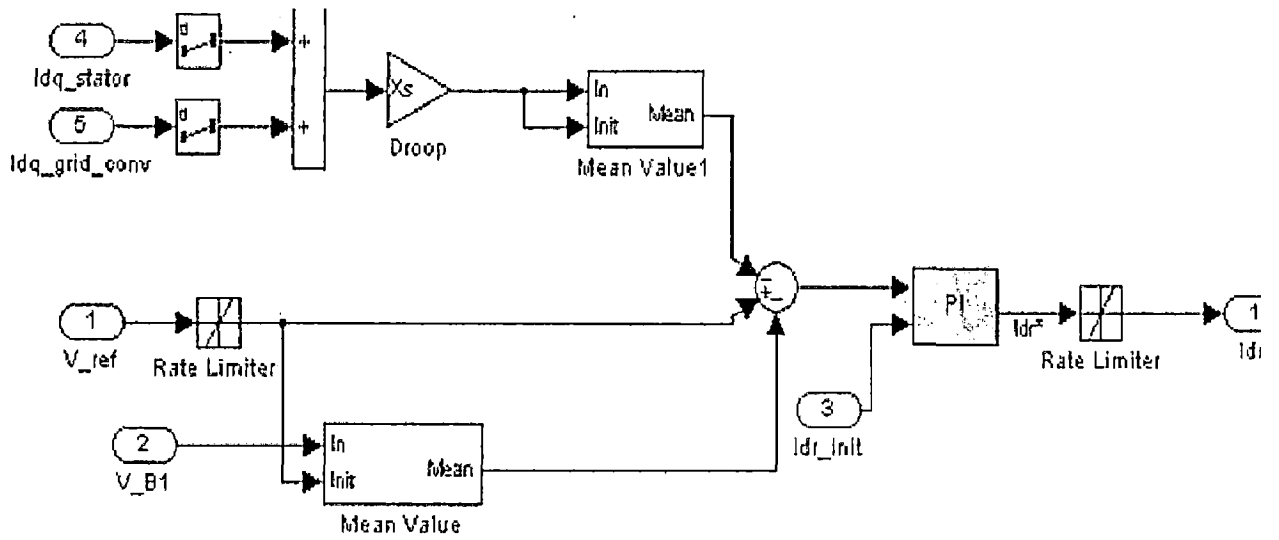 4
d
+
Idq_stator
Xs
In
Mean
Init
5
d
+
Droop
Mean Value1
Idq_grid_conv
−
+
−
PI
1
1
Idr*
V_ref
Rate Limiter
Rate Limiter
Idr
3
2
In
Idr_Init
V_B1
Mean
Init
Mean Value